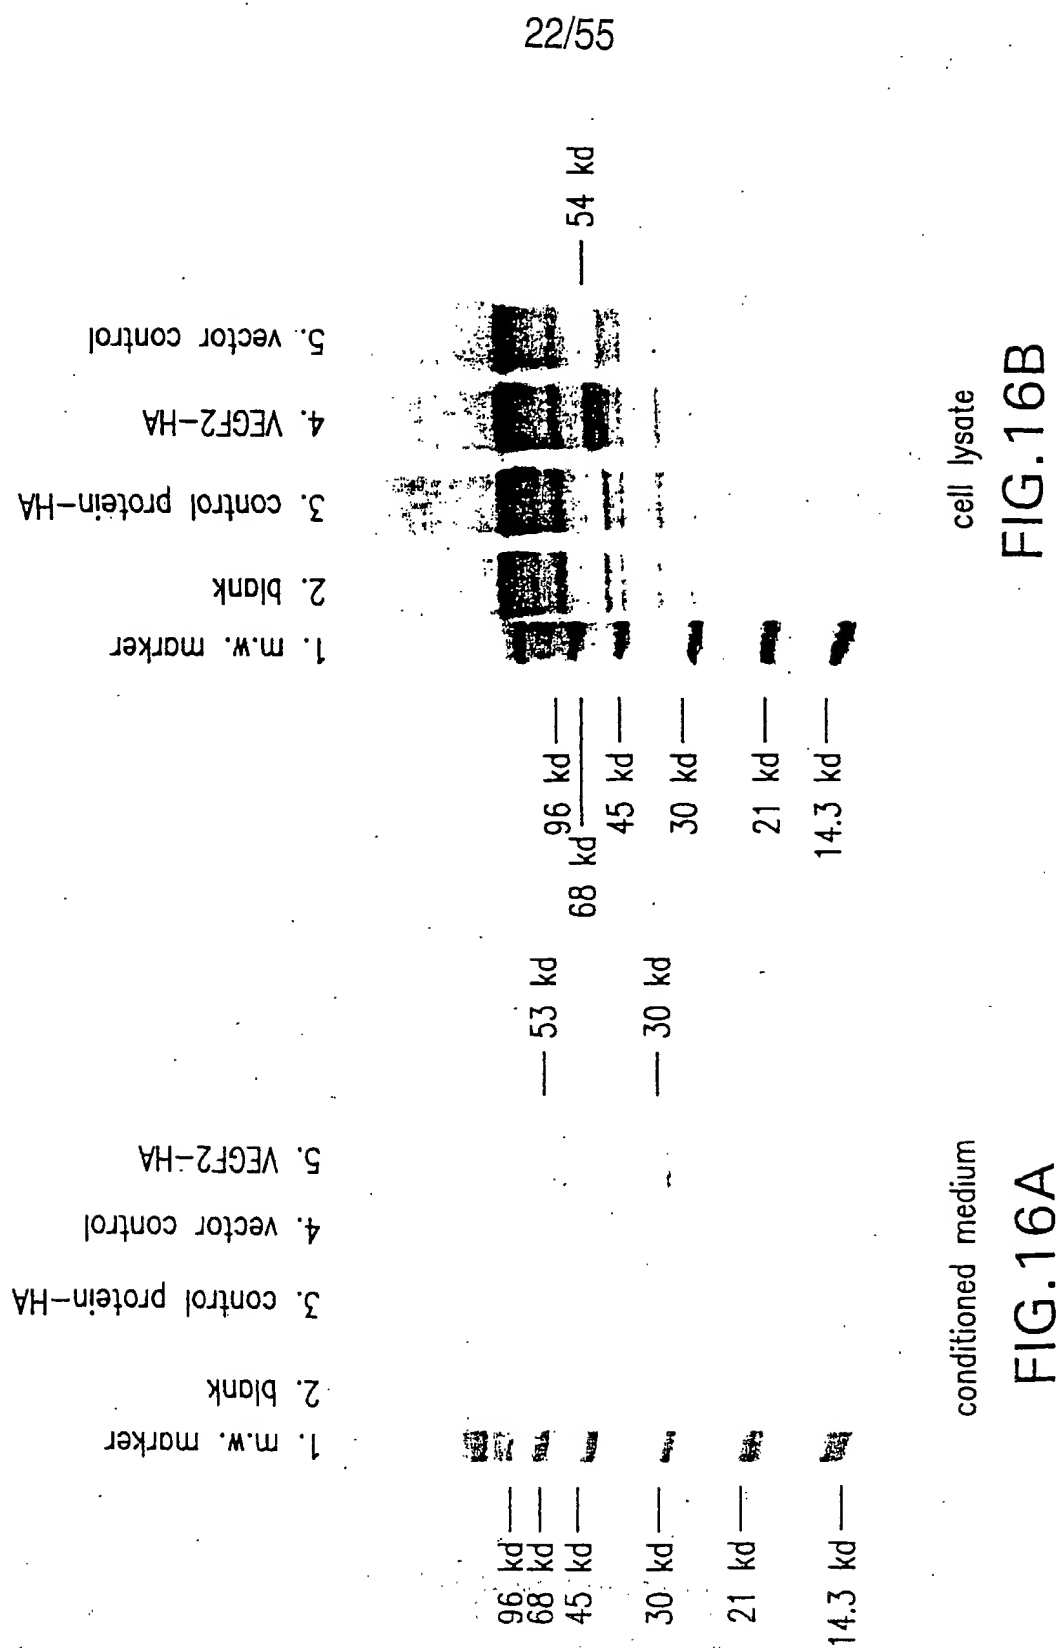 22/55
1. m.w. marker
2. blank
3. control protein-HA
4. vector control
5. VEGF2-HA
96 kd
68 kd
45 kd
30 kd
21 kd
14.3 kd
53 kd
30 kd
conditioned medium
FIG.16A
1. m.w. marker
2. blank
3. control protein-HA
4. VEGF2-HA
5. vector control
96 kd
68 kd
45 kd
30 kd
21 kd
14.3 kd
54 kd
cell lysate
FIG.16B